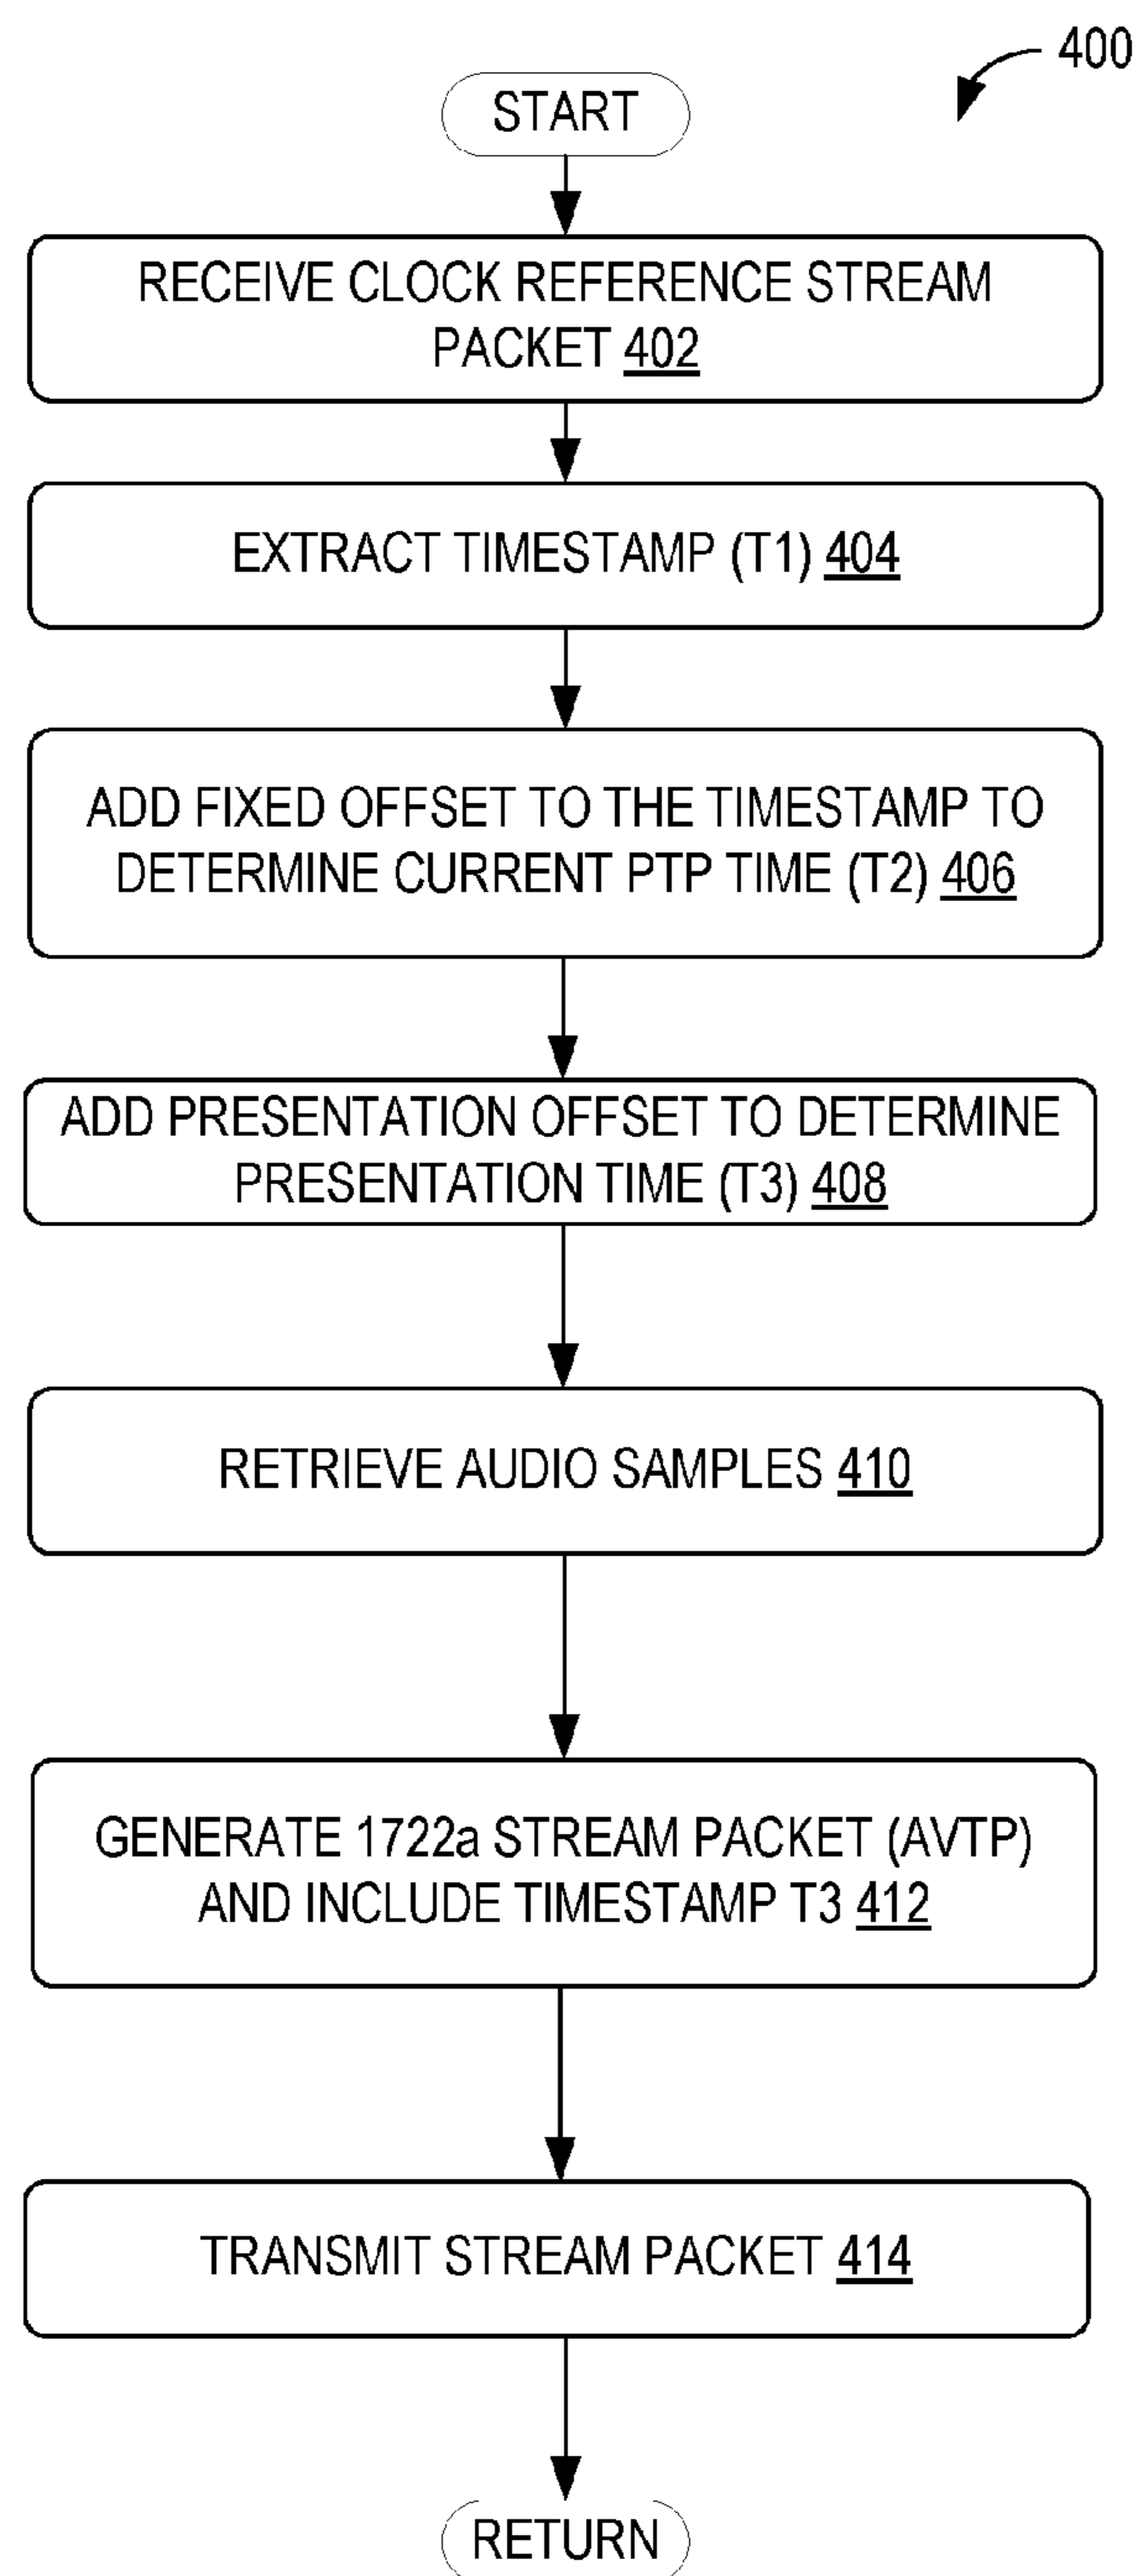 400
START
RECEIVE CLOCK REFERENCE STREAM
PACKET 402
EXTRACT TIMESTAMP (T1) 404
ADD FIXED OFFSET TO THE TIMESTAMP TO
DETERMINE CURRENT PTP TIME (T2) 406
ADD PRESENTATION OFFSET TO DETERMINE
PRESENTATION TIME (T3) 408
RETRIEVE AUDIO SAMPLES 410
GENERATE 1722a STREAM PACKET (AVTP)
AND INCLUDE TIMESTAMP T3 412
TRANSMIT STREAM PACKET 414
RETURN